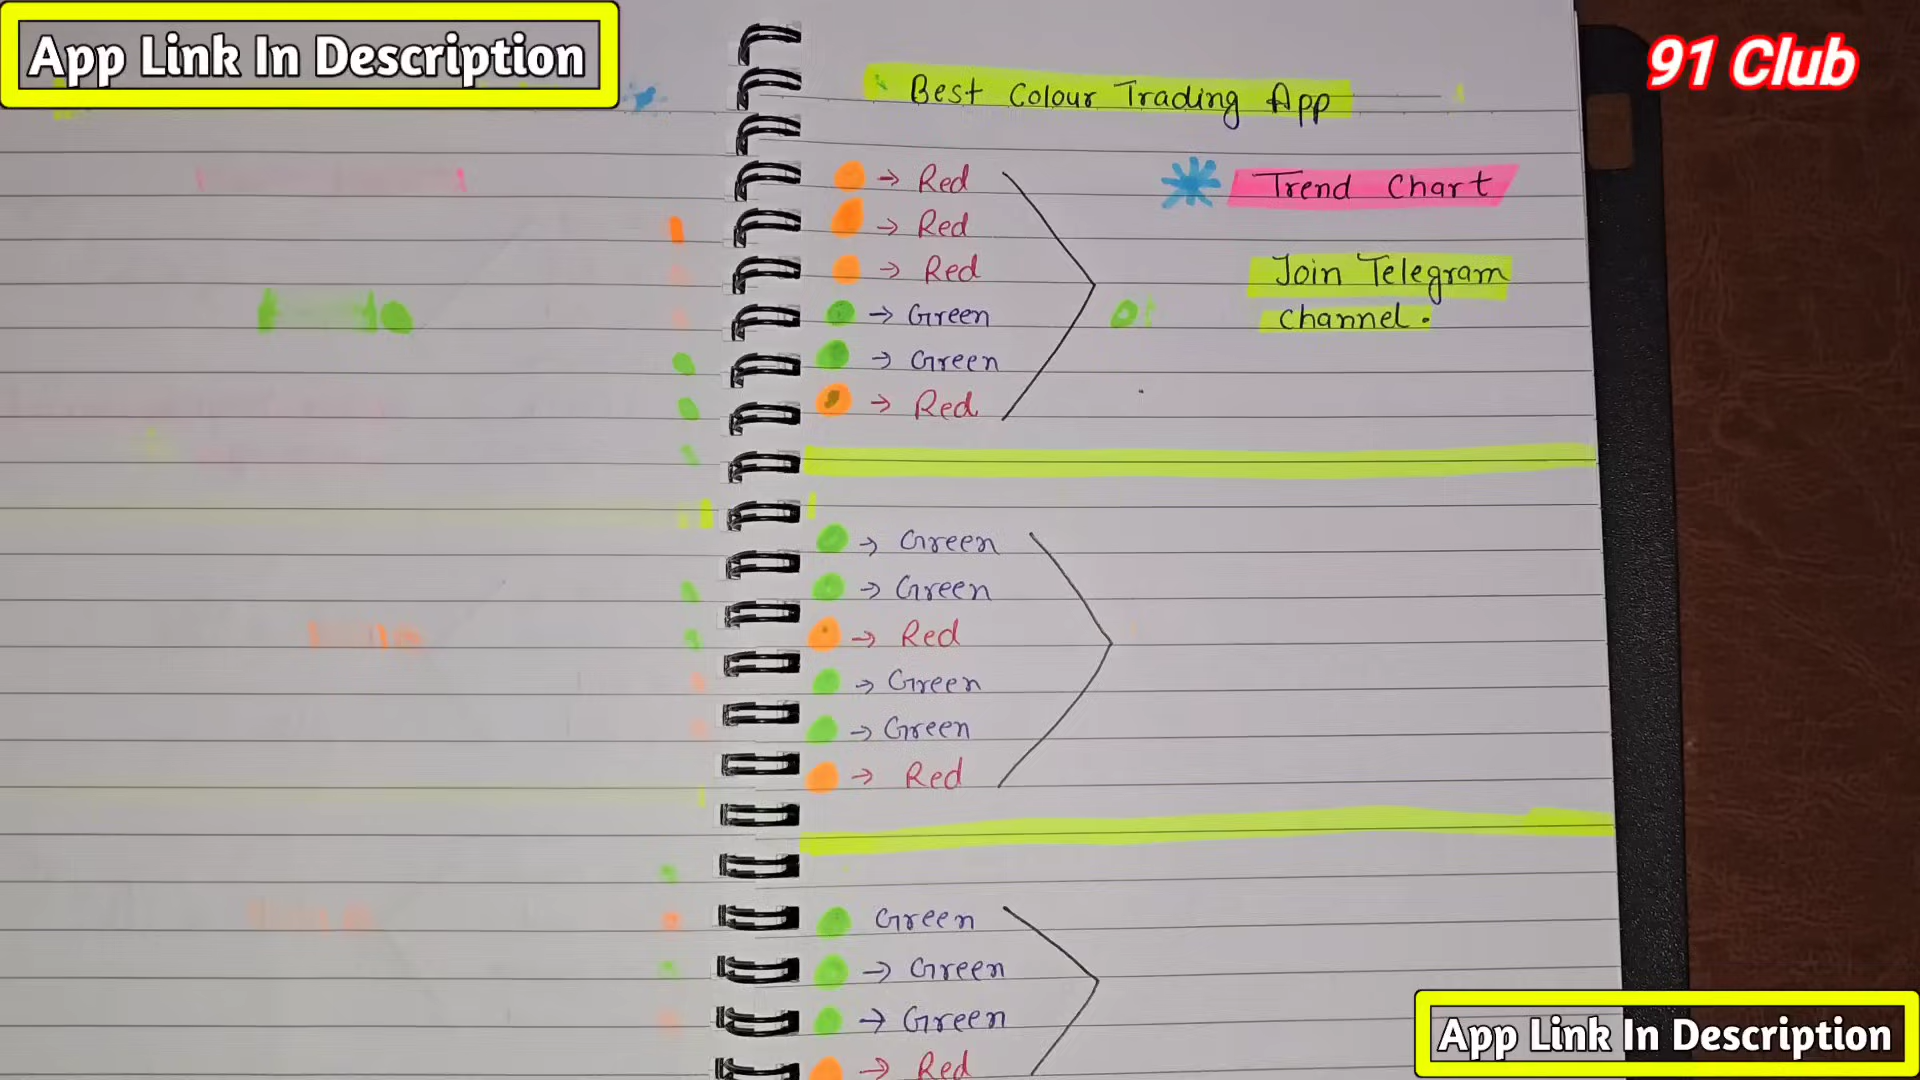 App Link In Description
91 Club
Best Colour Trading App
→ Red
→ Red
→ Red
→ Green
→ Green
→ Red
Trend Chart
Join Telegram
channel.
→ Green
→ Green
→ Red
→ Green
→ Green
→ Red
Green
→ Green
→ Green
→ Red
App Link In Description